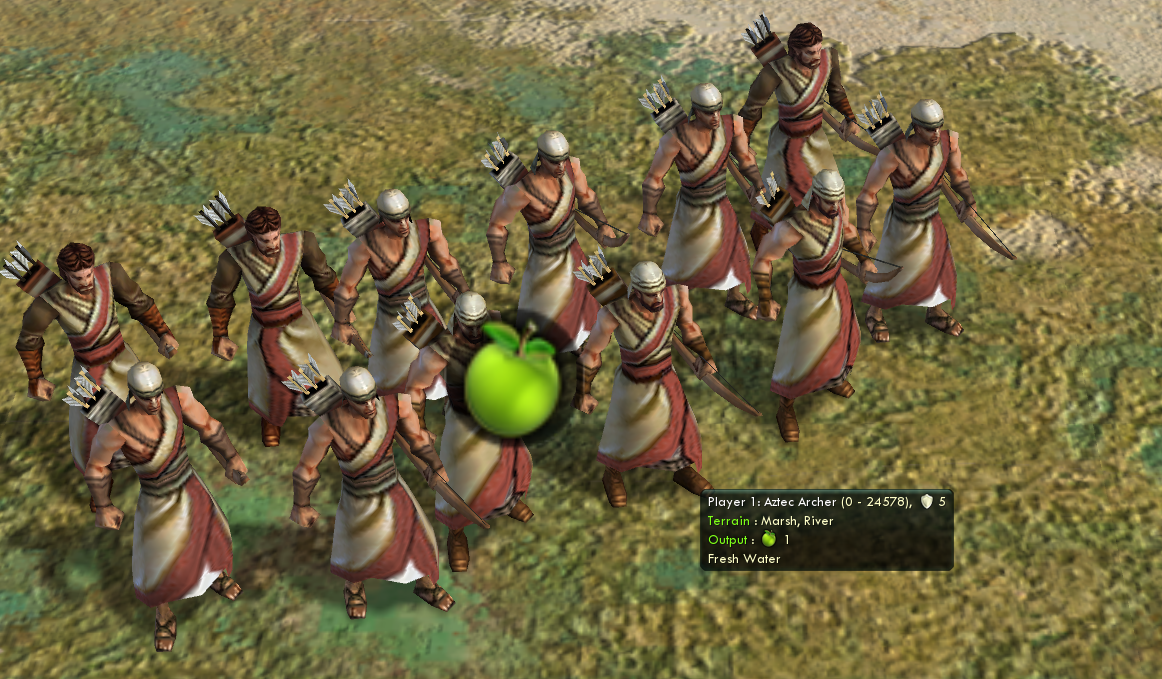 Player 1: Aztec Archer (0 - 24578), 5
Terrain : Marsh, River
Output : 1
Fresh Water